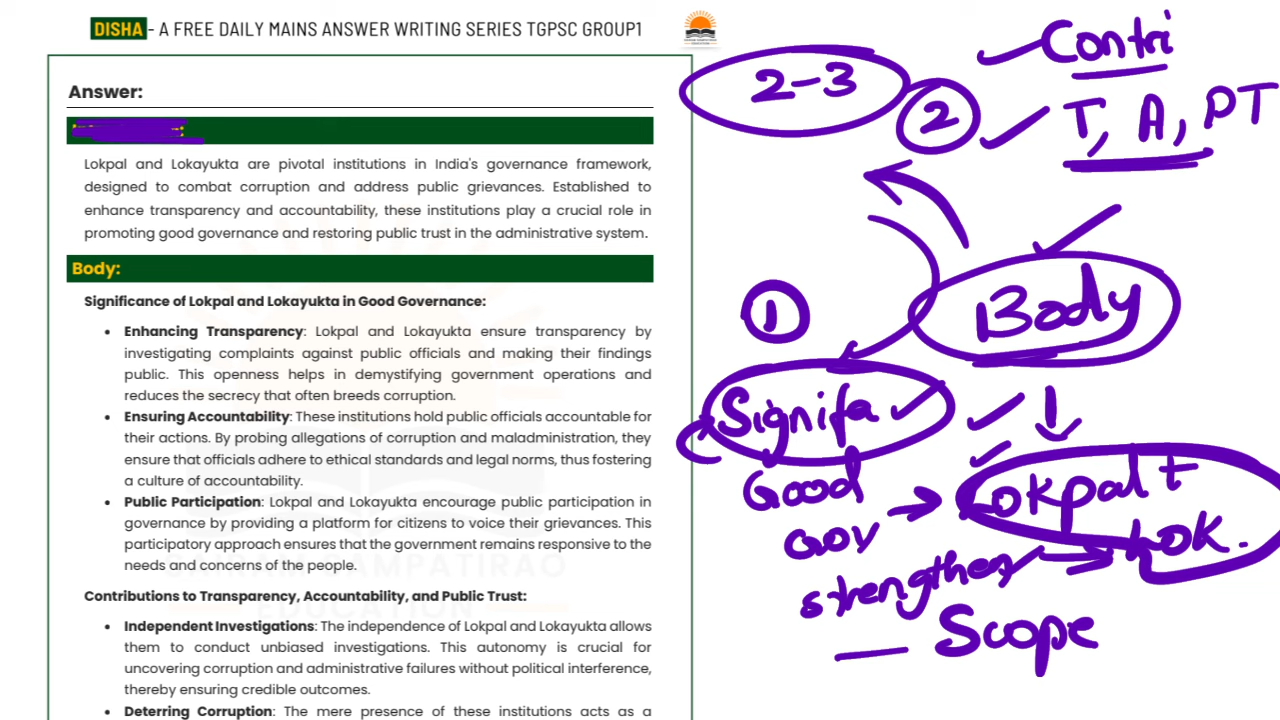 DISHA - A FREE DAILY MAINS ANSWER WRITING SERIES TGPSC GROUP1
Answer:
Lokpal and Lokayukta are pivotal institutions in India's governance framework,
designed to combat corruption and address public grievances. Established to
enhance transparency and accountability, these institutions play a crucial role in
promoting good governance and restoring public trust in the administrative system.
Body:
Significance of Lokpal and Lokayukta in Good Governance:
• Enhancing Transparency: Lokpal and Lokayukta ensure transparency by
investigating complaints against public officials and making their findings
public. This openness helps in demystifying government operations and
reduces the secrecy that often breeds corruption.
• Ensuring Accountability: These institutions hold public officials accountable for
their actions. By probing allegations of corruption and maladministration, they
ensure that officials adhere to ethical standards and legal norms, thus fostering
a culture of accountability.
• Public Participation: Lokpal and Lokayukta encourage public participation in
governance by providing a platform for citizens to voice their grievances. This
participatory approach ensures that the government remains responsive to the
needs and concerns of the people.
Contributions to Transparency, Accountability, and Public Trust:
• Independent Investigations: The independence of Lokpal and Lokayukta allows
them to conduct unbiased investigations. This autonomy is crucial for
uncovering corruption and administrative failures without political interference,
thereby ensuring credible outcomes.
• Deterring Corruption: The mere presence of these institutions acts as a
2-3
2
Contri
T, A, PT
Body
1
Signifa
Good
Gov
Lokpal +
Lok.
strengthen
- Scope